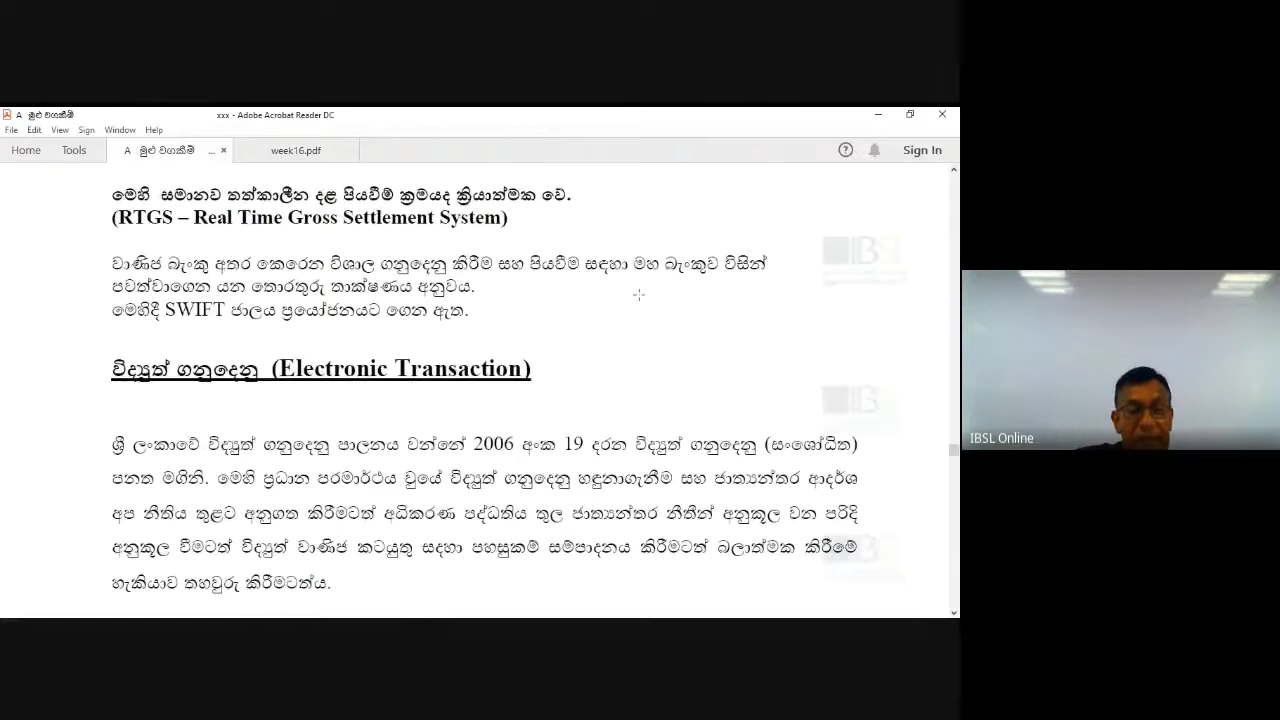 A මුළු වගකීම්
xxx - Adobe Acrobat Reader DC
File Edit View Sign Window Help
Home Tools A මුළු වගකීම් ... × week16.pdf Sign In
මෙහි සමානව තත්කාලීන දළ පියවීම් ක්‍රමයද ක්‍රියාත්මක වේ.
(RTGS – Real Time Gross Settlement System)
වාණිජ බැංකු අතර කෙරෙන විශාල ගනුදෙනු කිරීම සහ පියවීම සඳහා මහ බැංකුව විසින්
පවත්වාගෙන යන තොරතුරු තාක්ෂණය අනුවය.
මෙහිදී SWIFT ජාලය ප්‍රයෝජනයට ගෙන ඇත.
විද්‍යුත් ගනුදෙනු (Electronic Transaction)
ශ්‍රී ලංකාවේ විද්‍යුත් ගනුදෙනු පාලනය වන්නේ 2006 අංක 19 දරන විද්‍යුත් ගනුදෙනු (සංශෝධිත)
පනත මගිනි. මෙහි ප්‍රධාන පරමාර්ථය වුයේ විද්‍යුත් ගනුදෙනු හඳුනාගැනීම සහ ජාත්‍යන්තර ආදර්ශ
අප නීතිය තුළට අනුගත කිරීමටත් අධිකරණ පද්ධතිය තුල ජාත්‍යන්තර නීතීන් අනුකූල වන පරිදි
අනුකූල වීමටත් විද්‍යුත් වාණිජ කටයුතු සදහා පහසුකම් සම්පාදනය කිරීමටත් බලාත්මක කිරීමේ
හැකියාව තහවුරු කිරීමටත්ය.
IBSL Online